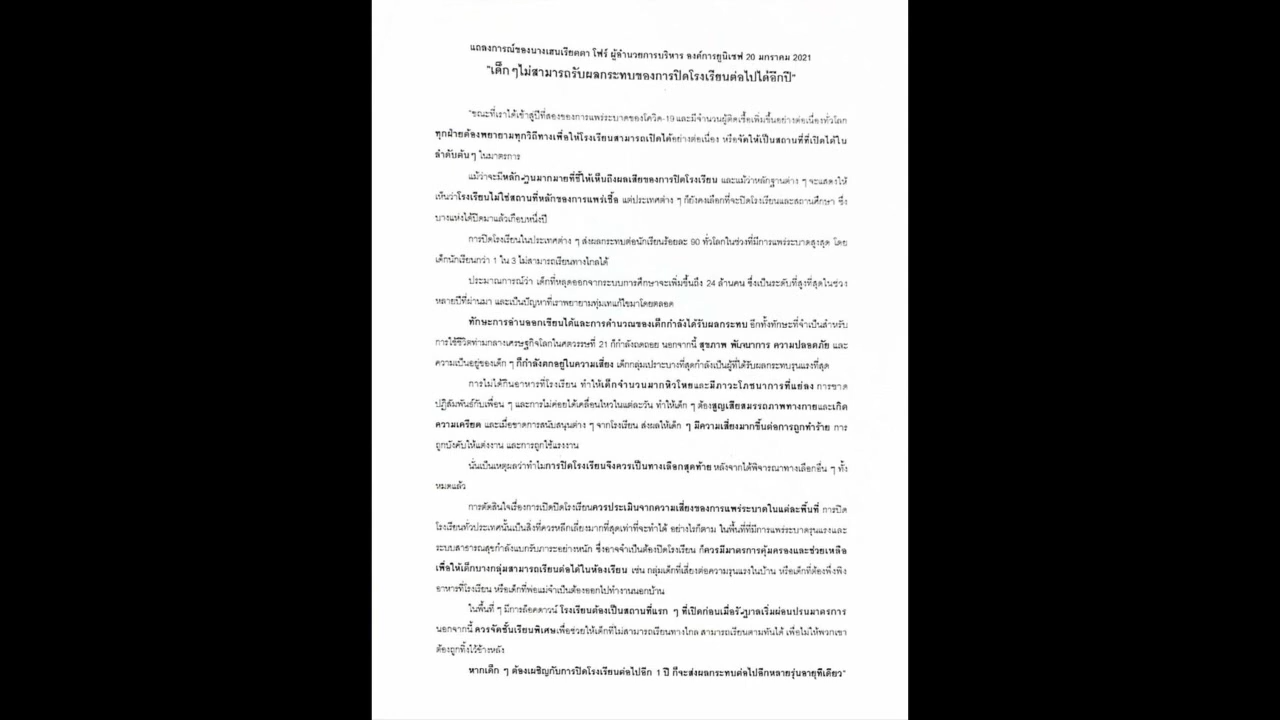 แถลงการณ์ของนางเฮนเรียตตา โฟร์ ผู้อำนวยการบริหาร องค์การยูนิเซฟ 20 มกราคม 2021
"เด็ก ๆไม่สามารถรับผลกระทบของการปิดโรงเรียนต่อไปได้อีกปี"
"ขณะที่เราได้เข้าสู่ปีที่สองของการแพร่ระบาดของโควิด-19 และมีจำนวนผู้ติดเชื้อเพิ่มขึ้นอย่างต่อเนื่องทั่วโลก
ทุกฝ่ายต้องพยายามทุกวิถีทางเพื่อให้โรงเรียนสามารถเปิดได้อย่างต่อเนื่อง หรือจัดให้เป็นสถานที่ที่เปิดได้ใน
ลำดับต้นๆ ในมาตรการ
แม้ว่าจะมีหลักฐานมากมายที่ชี้ให้เห็นถึงผลเสียของการปิดโรงเรียน และแม้ว่าหลักฐานต่าง ๆ จะแสดงให้
เห็นว่าโรงเรียนไม่ใช่สถานที่หลักของการแพร่เชื้อ แต่ประเทศต่าง ๆ ก็ยังคงเลือกที่จะปิดโรงเรียนและสถานศึกษา ซึ่ง
บางแห่งได้ปิดมาแล้วเกือบหนึ่งปี
การปิดโรงเรียนในประเทศต่าง ๆ ส่งผลกระทบต่อนักเรียนร้อยละ 90 ทั่วโลกในช่วงที่มีการแพร่ระบาดสูงสุด โดย
เด็กนักเรียนกว่า 1 ใน 3 ไม่สามารถเรียนทางไกลได้
ประมาณการณ์ว่า เด็กที่หลุดออกจากระบบการศึกษาจะเพิ่มขึ้นถึง 24 ล้านคน ซึ่งเป็นระดับที่สูงที่สุดในช่วง
หลายปีที่ผ่านมา และเป็นปัญหาที่เราพยายามทุ่มเทแก้ไขมาโดยตลอด
ทักษะการอ่านออกเขียนได้และการคำนวณของเด็กกำลังได้รับผลกระทบ อีกทั้งทักษะที่จำเป็นสำหรับ
การใช้ชีวิตท่ามกลางเศรษฐกิจโลกในศตวรรษที่ 21 ก็กำลังถดถอย นอกจากนี้ สุขภาพ พัฒนาการ ความปลอดภัย และ
ความเป็นอยู่ของเด็ก ๆ ก็กำลังตกอยู่ในความเสี่ยง เด็กกลุ่มเปราะบางที่สุดกำลังเป็นผู้ที่ได้รับผลกระทบรุนแรงที่สุด
การไม่ได้กินอาหารที่โรงเรียน ทำให้เด็กจำนวนมากหิวโหยและมีภาวะโภชนาการที่แย่ลง การขาด
ปฏิสัมพันธ์กับเพื่อน ๆ และการไม่ค่อยได้เคลื่อนไหวในแต่ละวัน ทำให้เด็ก ๆ ต้องสูญเสียสมรรถภาพทางกายและเกิด
ความเครียด และเมื่อขาดการสนับสนุนต่าง ๆ จากโรงเรียน ส่งผลให้เด็ก ๆ มีความเสี่ยงมากขึ้นต่อการถูกทำร้าย การ
ถูกบังคับให้แต่งงาน และการถูกใช้แรงงาน
นั่นเป็นเหตุผลว่าทำไมการปิดโรงเรียนจึงควรเป็นทางเลือกสุดท้าย หลังจากได้พิจารณาทางเลือกอื่น ๆ ทั้ง
หมดแล้ว
การตัดสินใจเรื่องการเปิดปิดโรงเรียนควรประเมินจากความเสี่ยงของการแพร่ระบาดในแต่ละพื้นที่ การปิด
โรงเรียนทั่วประเทศนั้นเป็นสิ่งที่ควรหลีกเลี่ยงมากที่สุดเท่าที่จะทำได้ อย่างไรก็ตาม ในพื้นที่ที่มีการแพร่ระบาดรุนแรงและ
ระบบสาธารณสุขกำลังแบกรับภาระอย่างหนัก ซึ่งอาจจำเป็นต้องปิดโรงเรียน ก็ควรมีมาตรการคุ้มครองและช่วยเหลือ
เพื่อให้เด็กบางกลุ่มสามารถเรียนต่อได้ในห้องเรียน เช่น กลุ่มเด็กที่เสี่ยงต่อความรุนแรงในบ้าน หรือเด็กที่ต้องพึ่งพิง
อาหารที่โรงเรียน หรือเด็กที่พ่อแม่จำเป็นต้องออกไปทำงานนอกบ้าน
ในพื้นที่ ๆ มีการล็อคดาวน์ โรงเรียนต้องเป็นสถานที่แรก ๆ ที่เปิดก่อนเมื่อรัฐบาลเริ่มผ่อนปรนมาตรการ
นอกจากนี้ ควรจัดชั้นเรียนพิเศษเพื่อช่วยให้เด็กที่ไม่สามารถเรียนทางไกล สามารถเรียนตามทันได้ เพื่อไม่ให้พวกเขา
ต้องถูกทิ้งไว้ข้างหลัง
หากเด็ก ๆ ต้องเผชิญกับการปิดโรงเรียนต่อไปอีก 1 ปี ก็จะส่งผลกระทบต่อไปอีกหลายรุ่นอายุทีเดียว"